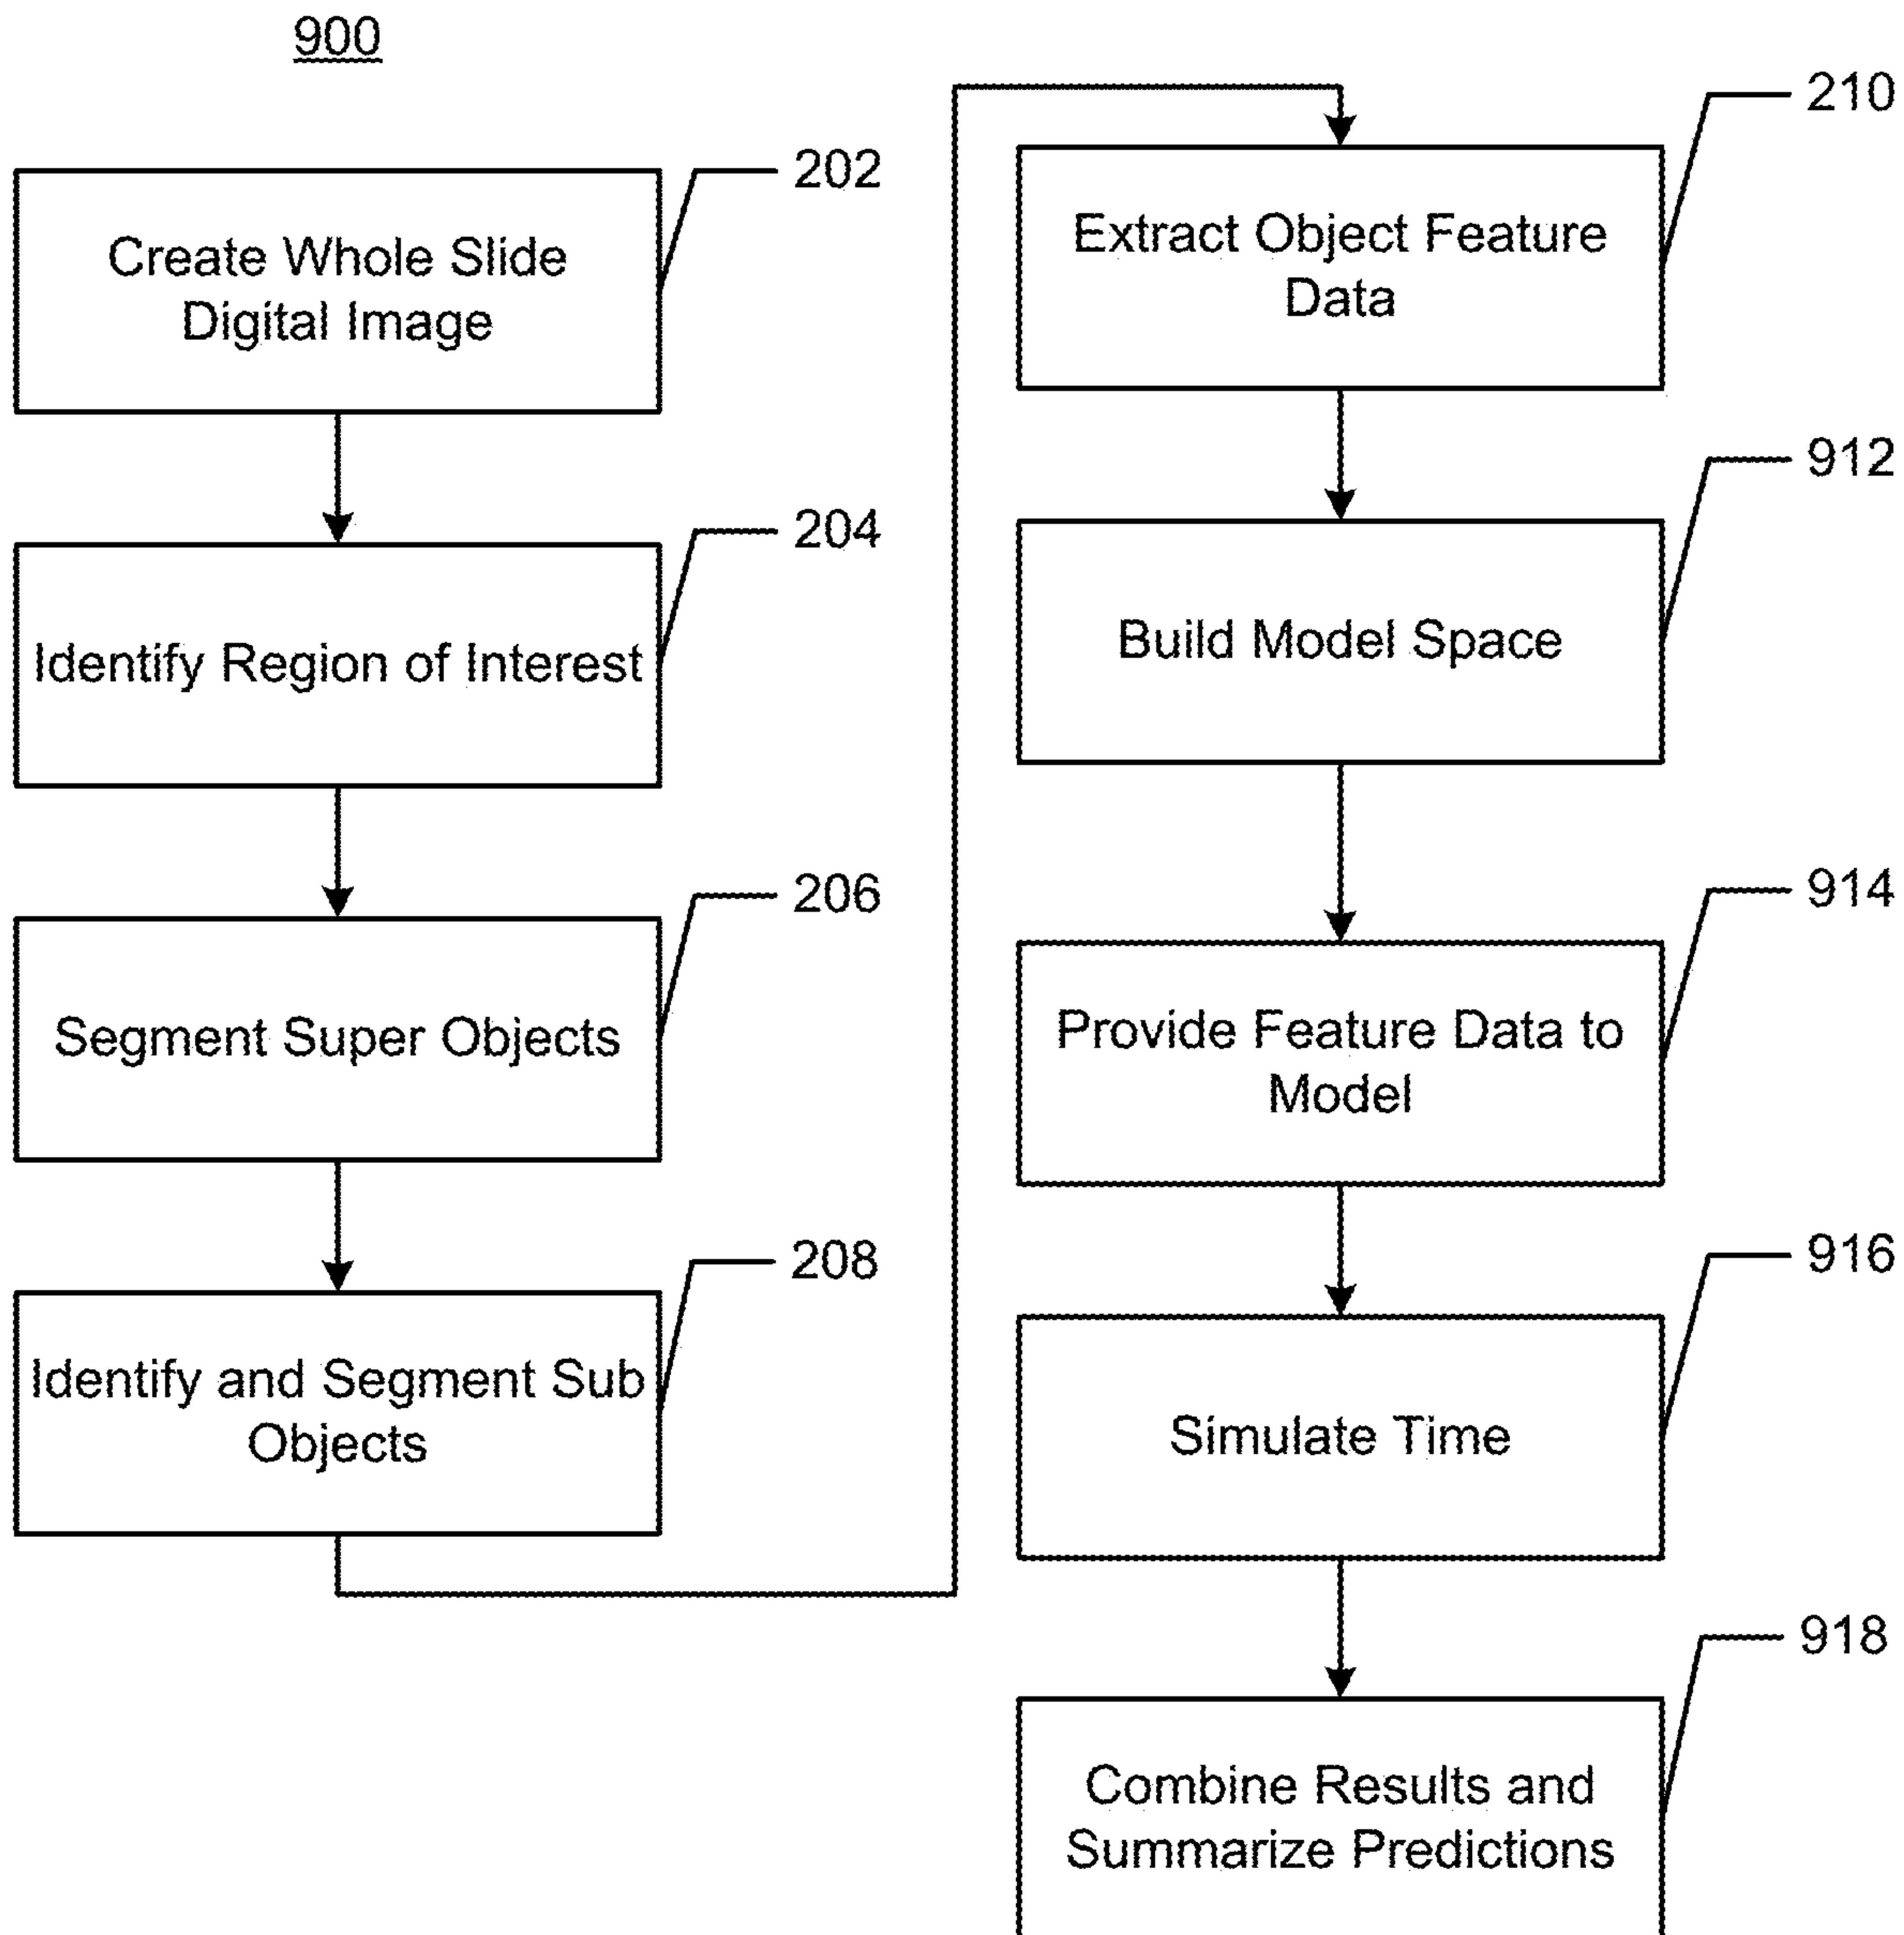 900
202
Create Whole Slide
Digital Image
204
Identify Region of Interest
206
Segment Super Objects
208
Identify and Segment Sub
Objects
210
Extract Object Feature
Data
912
Build Model Space
914
Provide Feature Data to
Model
916
Simulate Time
918
Combine Results and
Summarize Predictions